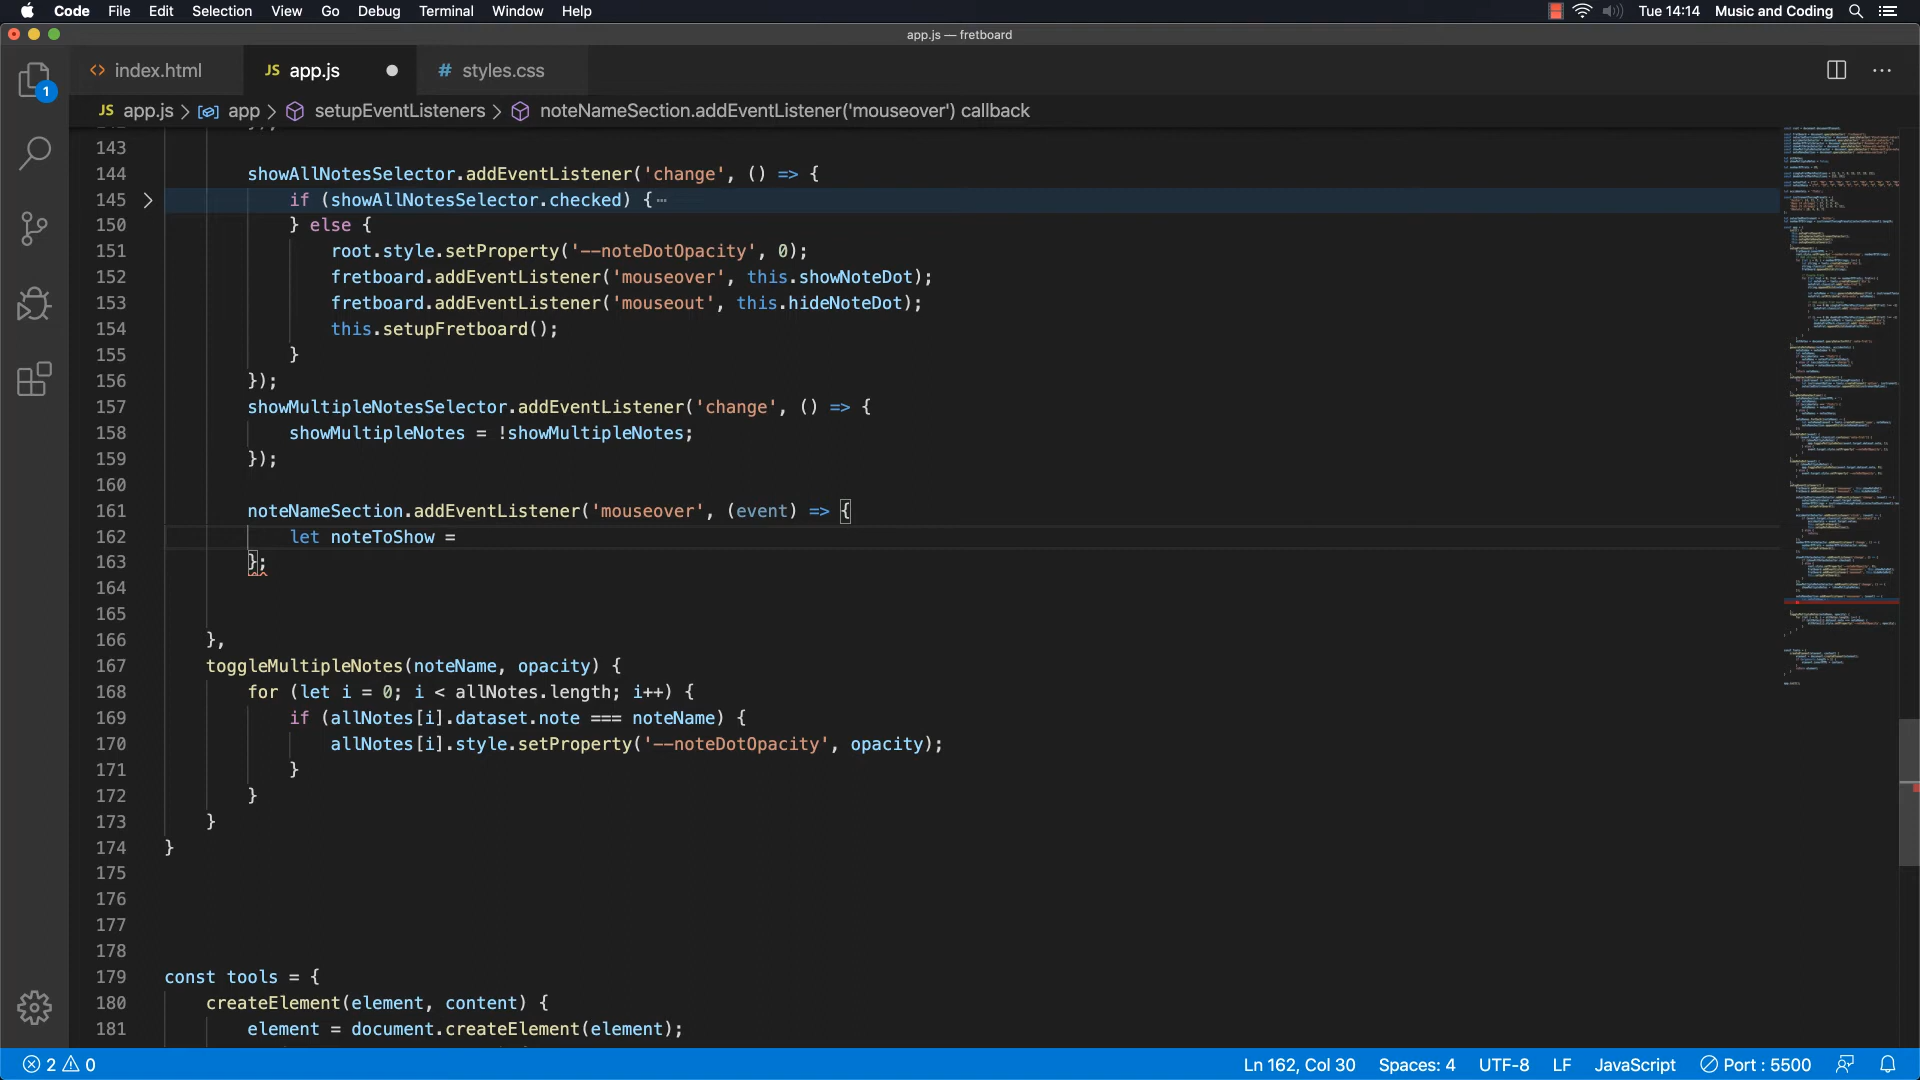 Code File Edit Selection View Go Debug Terminal Window Help Tue 14:14 Music and Coding
app.js — fretboard
1
<> index.html JS app.js # styles.css ...
JS app.js > app > setupEventListeners > noteNameSection.addEventListener('mouseover') callback
143
144 showAllNotesSelector.addEventListener('change', () => {
145 if (showAllNotesSelector.checked) {⋯
150 } else {
151 root.style.setProperty('--noteDotOpacity', 0);
152 fretboard.addEventListener('mouseover', this.showNoteDot);
153 fretboard.addEventListener('mouseout', this.hideNoteDot);
154 this.setupFretboard();
155 }
156 });
157 showMultipleNotesSelector.addEventListener('change', () => {
158 showMultipleNotes = !showMultipleNotes;
159 });
160
161 noteNameSection.addEventListener('mouseover', (event) => {
162 let noteToShow =
163 };
164
165
166 },
167 toggleMultipleNotes(noteName, opacity) {
168 for (let i = 0; i < allNotes.length; i++) {
169 if (allNotes[i].dataset.note === noteName) {
170 allNotes[i].style.setProperty('--noteDotOpacity', opacity);
171 }
172 }
173 }
174 }
175
176
177
178
179 const tools = {
180 createElement(element, content) {
181 element = document.createElement(element);
2 0 Ln 162, Col 30 Spaces: 4 UTF-8 LF JavaScript Port : 5500